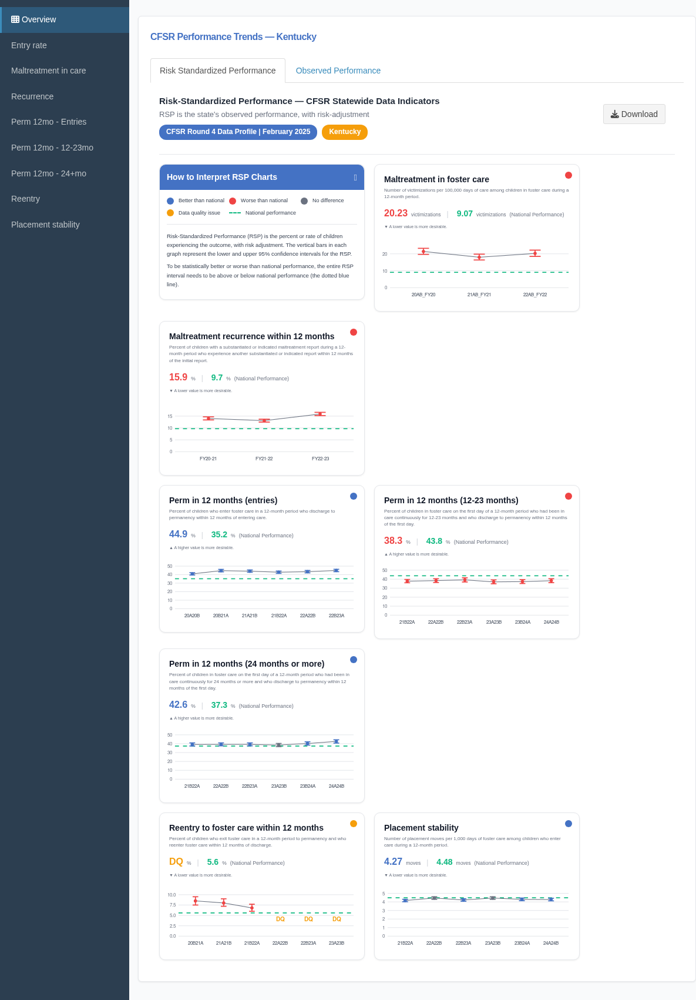 Overview
Entry rate
Maltreatment in care
Recurrence
Perm 12mo - Entries
Perm 12mo - 12-23mo
Perm 12mo - 24+mo
Reentry
Placement stability
CFSR Performance Trends — Kentucky
Risk Standardized Performance
Observed Performance
Risk-Standardized Performance — CFSR Statewide Data Indicators
RSP is the state's observed performance, with risk-adjustment
CFSR Round 4 Data Profile | February 2025
Kentucky
Download
How to Interpret RSP Charts
Better than national
Worse than national
No difference
Data quality issue
National performance
Risk-Standardized Performance (RSP) is the percent or rate of children
experiencing the outcome, with risk adjustment. The vertical bars in each
graph represent the lower and upper 95% confidence intervals for the RSP.
To be statistically better or worse than national performance, the entire RSP
interval needs to be above or below national performance (the dotted blue
line).
Maltreatment in foster care
Number of victimizations per 100,000 days of care among children in foster care during a
12-month period.
20.23 victimizations | 9.07 victimizations (National Performance)
▼ A lower value is more desirable.
20
10
0
20AB_FY20 21AB_FY21 22AB_FY22
Maltreatment recurrence within 12 months
Percent of children with a substantiated or indicated maltreatment report during a 12-
month period who experience another substantiated or indicated report within 12 months
of the initial report.
15.9 % | 9.7 % (National Performance)
▼ A lower value is more desirable.
15
10
5
0
FY20-21 FY21-22 FY22-23
Perm in 12 months (entries)
Percent of children who enter foster care in a 12-month period who discharge to
permanency within 12 months of entering care.
44.9 % | 35.2 % (National Performance)
▲ A higher value is more desirable.
50
40
30
20
10
0
20A20B 20B21A 21A21B 21B22A 22A22B 22B23A
Perm in 12 months (12-23 months)
Percent of children in foster care on the first day of a 12-month period who had been in
care continuously for 12-23 months and who discharge to permanency within 12 months
of the first day.
38.3 % | 43.8 % (National Performance)
▲ A higher value is more desirable.
50
40
30
20
10
0
21B22A 22A22B 22B23A 23A23B 23B24A 24A24B
Perm in 12 months (24 months or more)
Percent of children in foster care on the first day of a 12-month period who had been in
care continuously for 24 months or more and who discharge to permanency within 12
months of the first day.
42.6 % | 37.3 % (National Performance)
▲ A higher value is more desirable.
50
40
30
20
10
0
21B22A 22A22B 22B23A 23A23B 23B24A 24A24B
Reentry to foster care within 12 months
Percent of children who exit foster care in a 12-month period to permanency and who
reenter foster care within 12 months of discharge.
DQ % | 5.6 % (National Performance)
▼ A lower value is more desirable.
10.0
7.5
5.0
2.5
0.0
DQ DQ DQ
20B21A 21A21B 21B22A 22A22B 22B23A 23A23B
Placement stability
Number of placement moves per 1,000 days of foster care among children who enter
care during a 12-month period.
4.27 moves | 4.48 moves (National Performance)
▼ A lower value is more desirable.
5
4
3
2
1
0
21B22A 22A22B 22B23A 23A23B 23B24A 24A24B